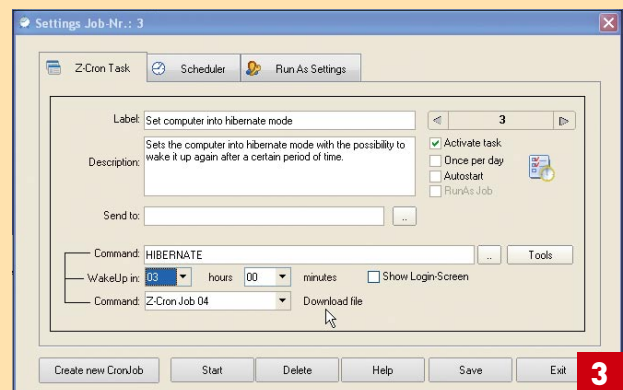 Settings Job-Nr.: 3
Z-Cron Task
Scheduler
Run As Settings
Label: Set computer into hibernate mode
3
Description: Sets the computer into hibernate mode with the possibility to
wake it up again after a certain period of time.
Activate task
Once per day
Autostart
RunAs Job
Send to:
..
Command: HIBERNATE
..
Tools
WakeUp in: 03 hours 00 minutes
Show Login-Screen
Command: Z-Cron Job 04
Download file
Create new CronJob
Start
Delete
Help
Save
Exit
3